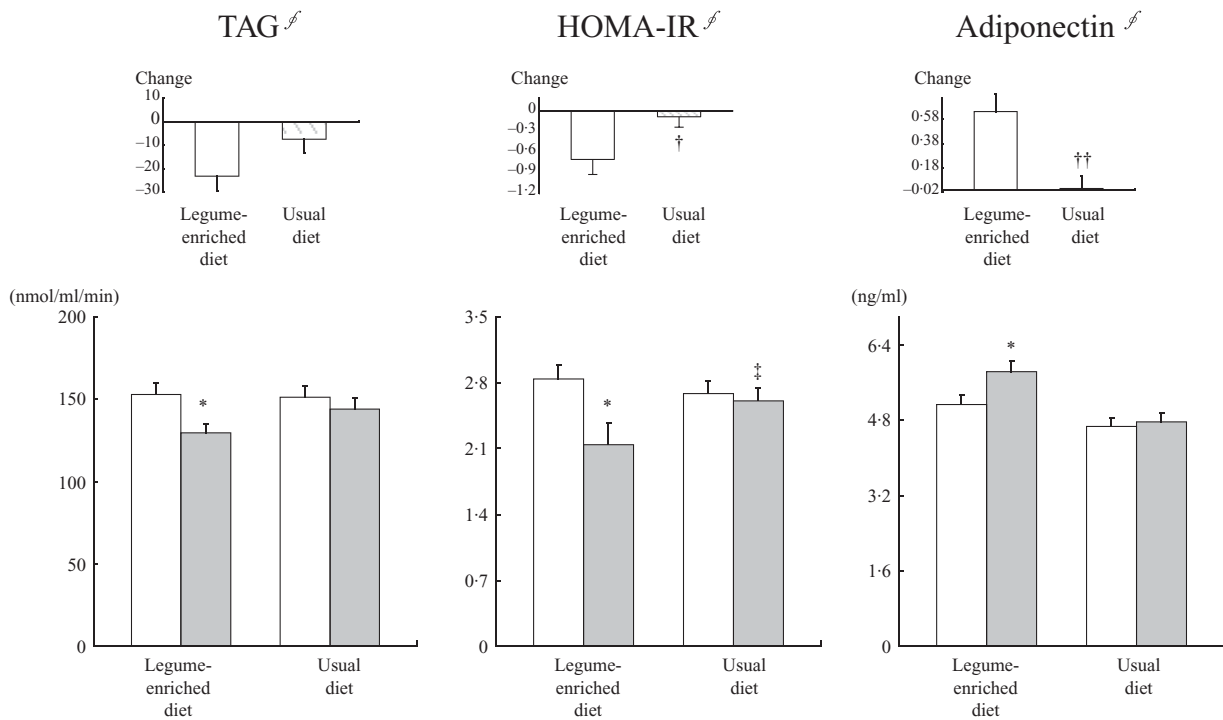 TAG ∮
HOMA-IR ∮
Adiponectin ∮
Change
10
0
–10
–20
–30
Legume-
enriched
diet
Usual
diet
Change
0
–0·3
–0·6
–0·9
–1·2
†
Legume-
enriched
diet
Usual
diet
Change
0·58
0·38
0·18
–0·02
††
Legume-
enriched
diet
Usual
diet
(nmol/ml/min)
200
150
100
50
0
*
Legume-
enriched
diet
Usual
diet
3·5
2·8
2·1
1·4
0·7
0
*
‡
Legume-
enriched
diet
Usual
diet
(ng/ml)
6·4
4·8
3·2
1·6
0
*
Legume-
enriched
diet
Usual
diet